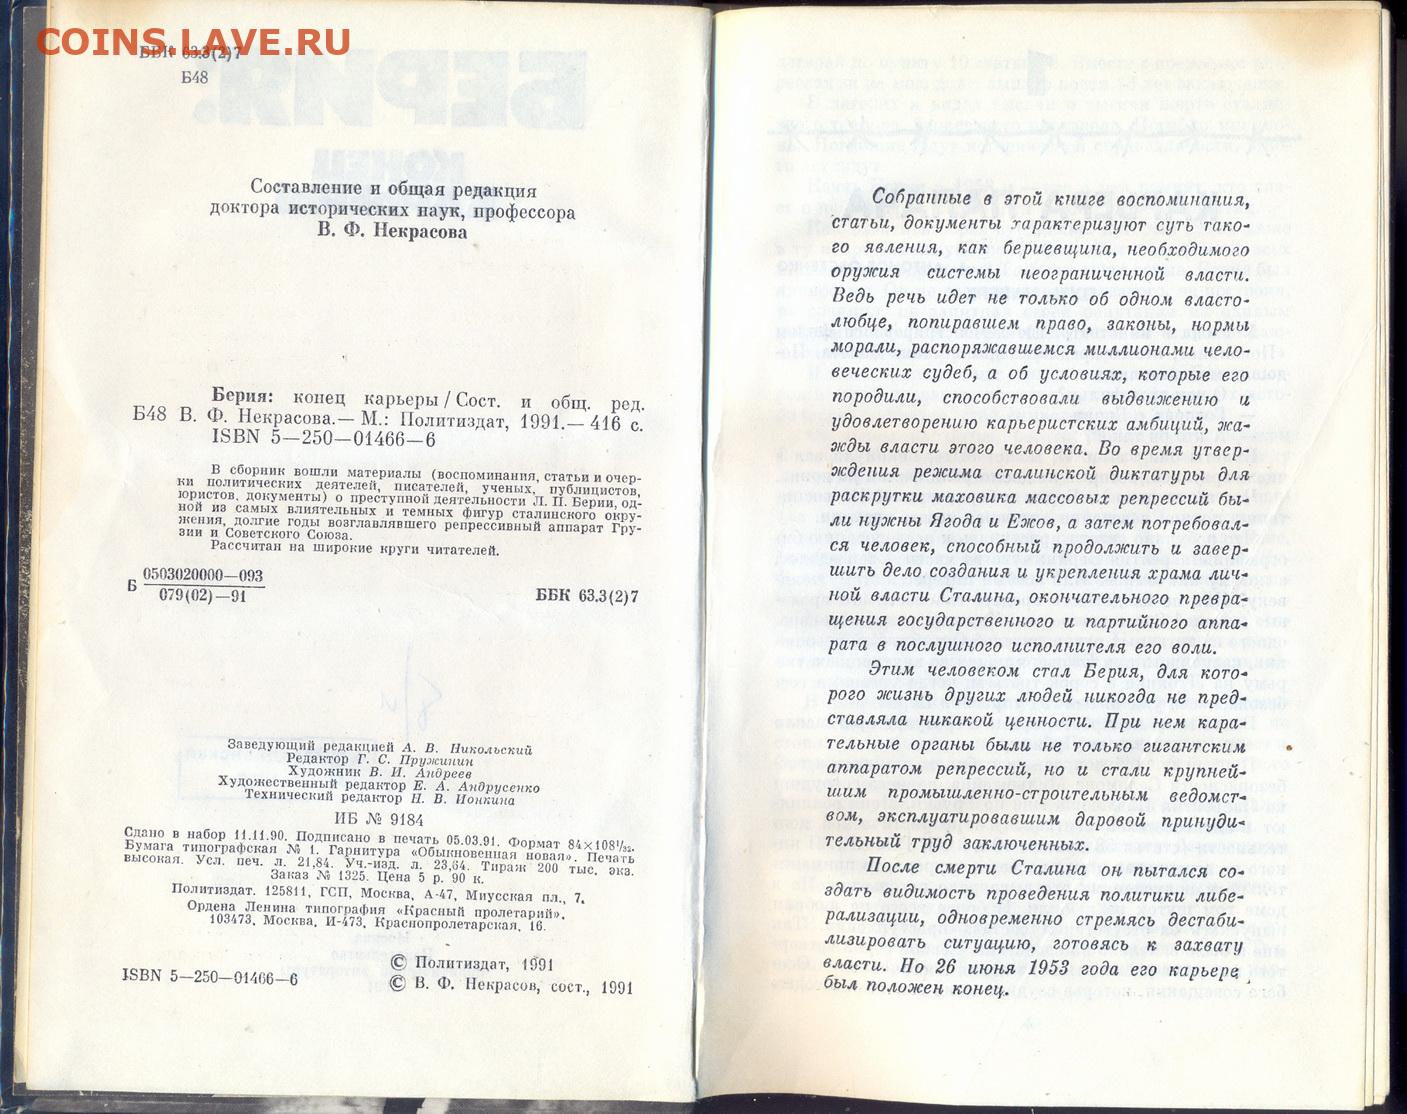 COINS.LAVE.RU
ББК 63.3(2)7
Б48
Составление и общая редакция
доктора исторических наук, профессора
В. Ф. Некрасова
Берия: конец карьеры / Сост. и общ. ред.
Б48 В. Ф. Некрасова.— М.: Политиздат, 1991.— 416 с.
ISBN 5—250—01466—6
В сборник вошли материалы (воспоминания, статьи и очер-
ки политических деятелей, писателей, ученых, публицистов,
юристов, документы) о преступной деятельности Л. П. Берии, од-
ной из самых влиятельных и темных фигур сталинского окру-
жения, долгие годы возглавлявшего репрессивный аппарат Гру-
зии и Советского Союза.
Рассчитан на широкие круги читателей.
Б 0503020000—093
079(02)—91
ББК 63.3(2)7
Заведующий редакцией А. В. Никольский
Редактор Г. С. Пружинин
Художник В. И. Андреев
Художественный редактор Е. А. Андрусенко
Технический редактор Н. В. Ионкина
ИБ № 9184
Сдано в набор 11.11.90. Подписано в печать 05.03.91. Формат 84×108¹/₃₂.
Бумага типографская № 1. Гарнитура «Обыкновенная новая». Печать
высокая. Усл. печ. л. 21,84. Уч.-изд. л. 23,64. Тираж 200 тыс. экз.
Заказ № 1325. Цена 5 р. 90 к.
Политиздат. 125811, ГСП, Москва, А-47, Миусская пл., 7.
Ордена Ленина типография «Красный пролетарий».
103473, Москва, И-473, Краснопролетарская, 16.
ISBN 5—250—01466—6
© Политиздат, 1991
© В. Ф. Некрасов, сост., 1991
Собранные в этой книге воспоминания,
статьи, документы характеризуют суть тако-
го явления, как бериевщина, необходимого
оружия системы неограниченной власти.
Ведь речь идет не только об одном власто-
любце, попиравшем право, законы, нормы
морали, распоряжавшемся миллионами чело-
веческих судеб, а об условиях, которые его
породили, способствовали выдвижению и
удовлетворению карьеристских амбиций, жа-
жды власти этого человека. Во время утвер-
ждения режима сталинской диктатуры для
раскрутки маховика массовых репрессий бы-
ли нужны Ягода и Ежов, а затем потребовал-
ся человек, способный продолжить и завер-
шить дело создания и укрепления храма лич-
ной власти Сталина, окончательного превра-
щения государственного и партийного аппа-
рата в послушного исполнителя его воли.
Этим человеком стал Берия, для кото-
рого жизнь других людей никогда не пред-
ставляла никакой ценности. При нем кара-
тельные органы были не только гигантским
аппаратом репрессий, но и стали крупней-
шим промышленно-строительным ведомст-
вом, эксплуатировавшим даровой принуди-
тельный труд заключенных.
После смерти Сталина он пытался со-
здать видимость проведения политики либе-
рализации, одновременно стремясь дестаби-
лизировать ситуацию, готовясь к захвату
власти. Но 26 июня 1953 года его карьере
был положен конец.